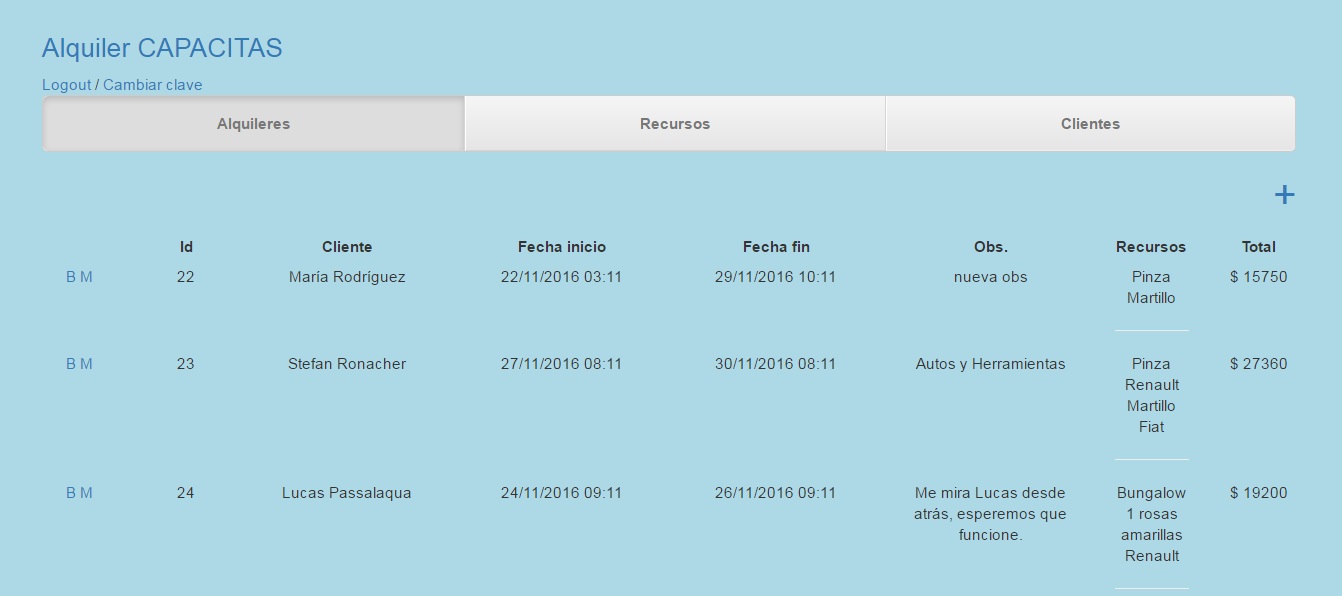 Alquiler CAPACITAS
Logout / Cambiar clave
Alquileres Recursos Clientes
+
Id Cliente Fecha inicio Fecha fin Obs. Recursos Total
B M 22 María Rodríguez 22/11/2016 03:11 29/11/2016 10:11 nueva obs Pinza $ 15750
Martillo
B M 23 Stefan Ronacher 27/11/2016 08:11 30/11/2016 08:11 Autos y Herramientas Pinza $ 27360
Renault
Martillo
Fiat
B M 24 Lucas Passalaqua 24/11/2016 09:11 26/11/2016 09:11 Me mira Lucas desde Bungalow $ 19200
atrás, esperemos que 1 rosas
funcione. amarillas
Renault